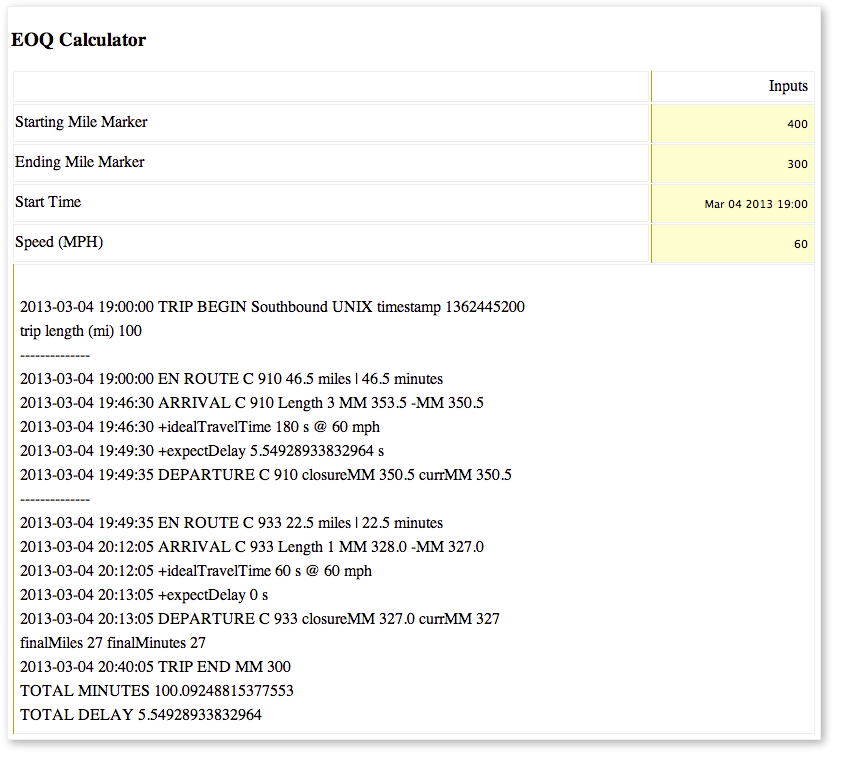 EOQ Calculator
Inputs
Starting Mile Marker 400
Ending Mile Marker 300
Start Time Mar 04 2013 19:00
Speed (MPH) 60
2013-03-04 19:00:00 TRIP BEGIN Southbound UNIX timestamp 1362445200
trip length (mi) 100
--------------
2013-03-04 19:00:00 EN ROUTE C 910 46.5 miles | 46.5 minutes
2013-03-04 19:46:30 ARRIVAL C 910 Length 3 MM 353.5 -MM 350.5
2013-03-04 19:46:30 +idealTravelTime 180 s @ 60 mph
2013-03-04 19:49:30 +expectDelay 5.54928933832964 s
2013-03-04 19:49:35 DEPARTURE C 910 closureMM 350.5 currMM 350.5
--------------
2013-03-04 19:49:35 EN ROUTE C 933 22.5 miles | 22.5 minutes
2013-03-04 20:12:05 ARRIVAL C 933 Length 1 MM 328.0 -MM 327.0
2013-03-04 20:12:05 +idealTravelTime 60 s @ 60 mph
2013-03-04 20:13:05 +expectDelay 0 s
2013-03-04 20:13:05 DEPARTURE C 933 closureMM 327.0 currMM 327
finalMiles 27 finalMinutes 27
2013-03-04 20:40:05 TRIP END MM 300
TOTAL MINUTES 100.09248815377553
TOTAL DELAY 5.54928933832964